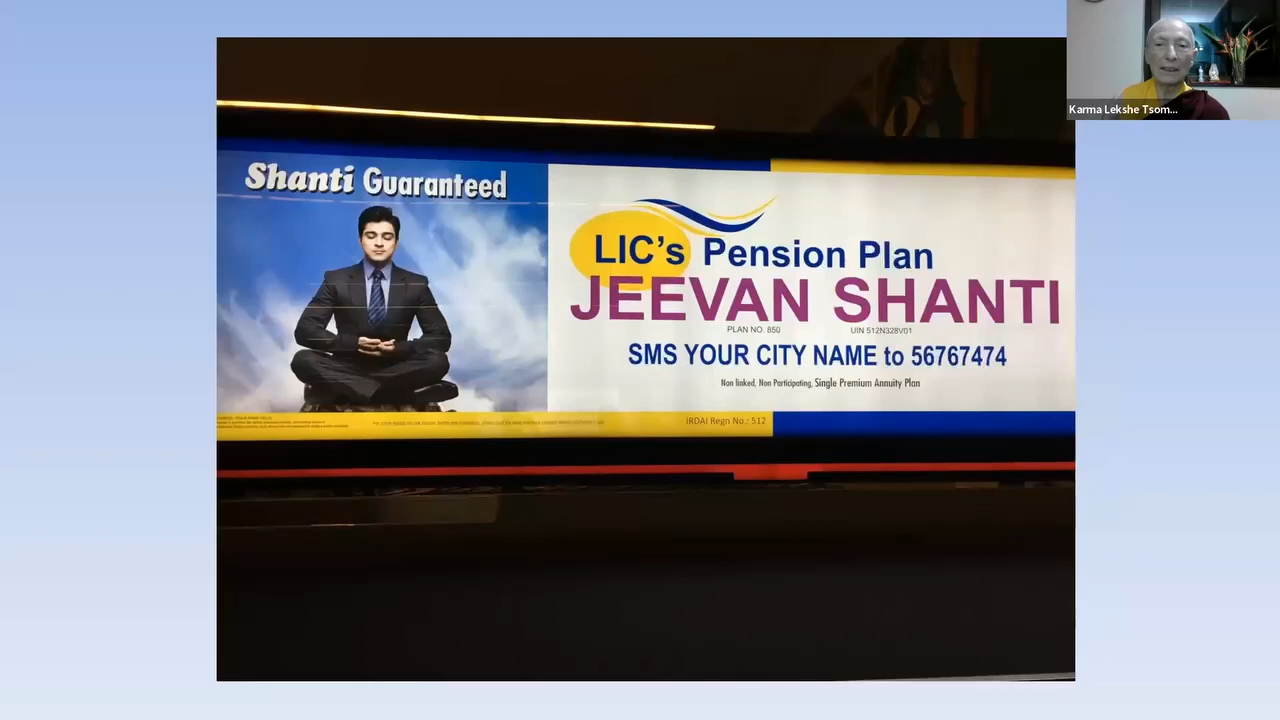 Karma Lekshe Tsom...
Shanti Guaranteed
LIC's Pension Plan
JEEVAN SHANTI
PLAN NO. 850 UIN 512N328V01
SMS YOUR CITY NAME to 56767474
Non linked, Non Participating, Single Premium Annuity Plan
IRDAI Regn No.: 512